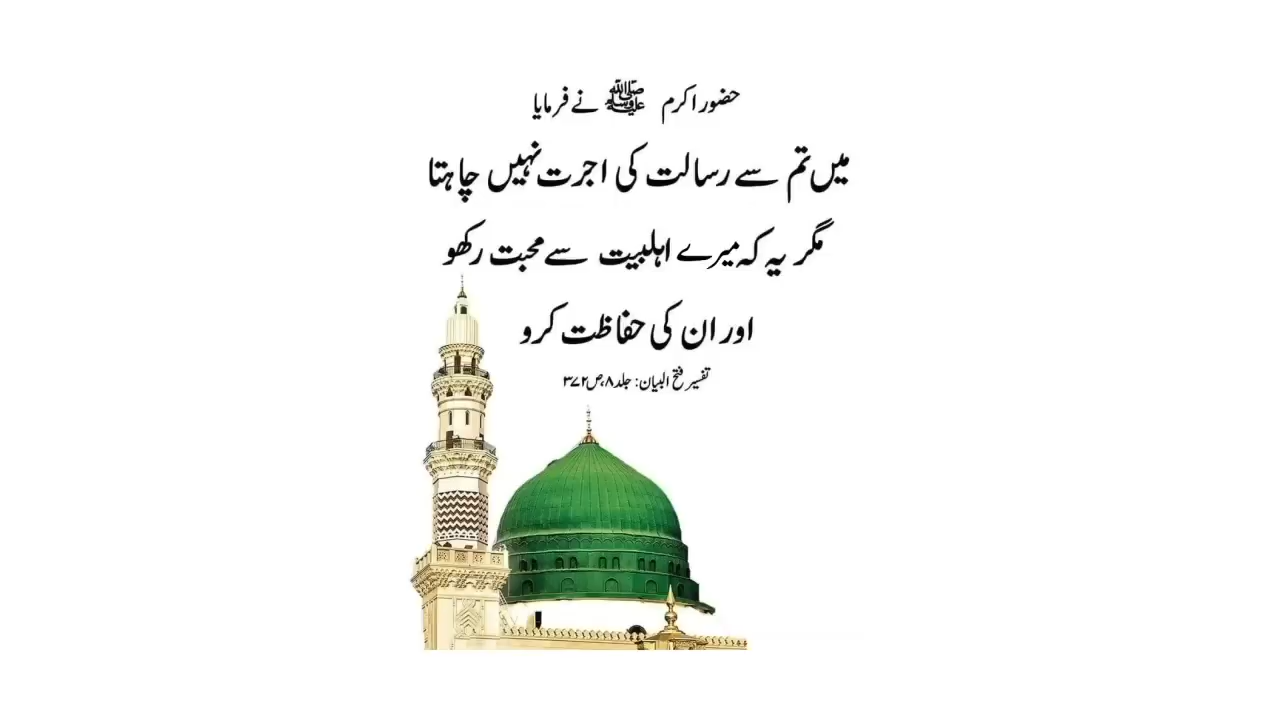 حضور اکرم ﷺ نے فرمایا
میں تم سے رسالت کی اجرت نہیں چاہتا
مگر یہ کہ میرے اہلبیت سے محبت رکھو
اور ان کی حفاظت کرو
تفسیر فتح البیان: جلد ۸، ص ۳۷۲